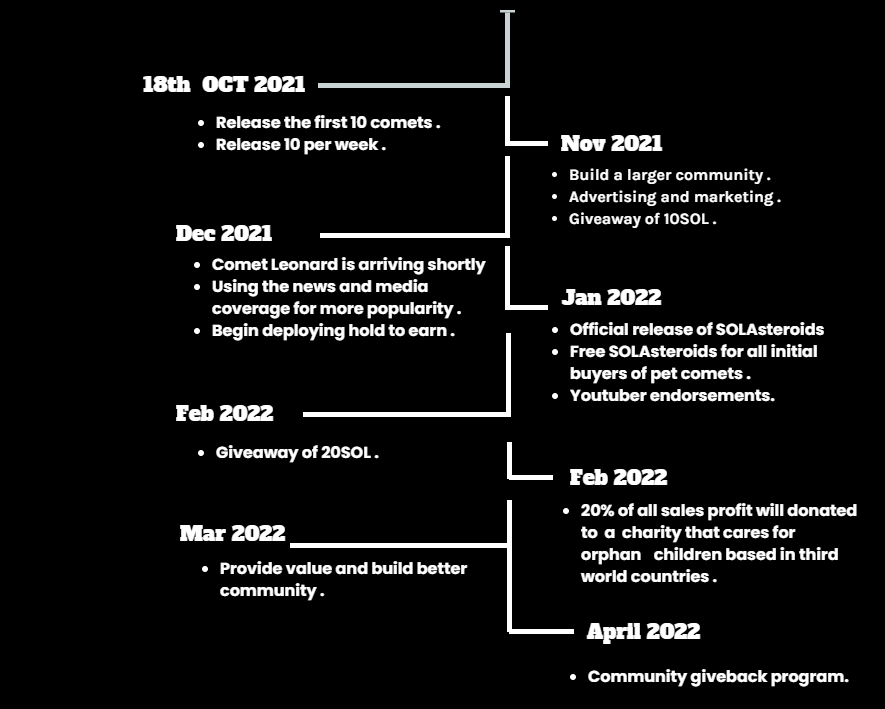 18th OCT 2021
• Release the first 10 comets .
• Release 10 per week .
Nov 2021
• Build a larger community .
• Advertising and marketing .
• Giveaway of 10SOL .
Dec 2021
• Comet Leonard is arriving shortly
• Using the news and media
coverage for more popularity .
• Begin deploying hold to earn .
Jan 2022
• Official release of SOLAsteroids
• Free SOLAsteroids for all initial
buyers of pet comets .
• Youtuber endorsements.
Feb 2022
• Giveaway of 20SOL .
Feb 2022
• 20% of all sales profit will donated
to a charity that cares for
orphan children based in third
world countries .
Mar 2022
• Provide value and build better
community .
April 2022
• Community giveback program.